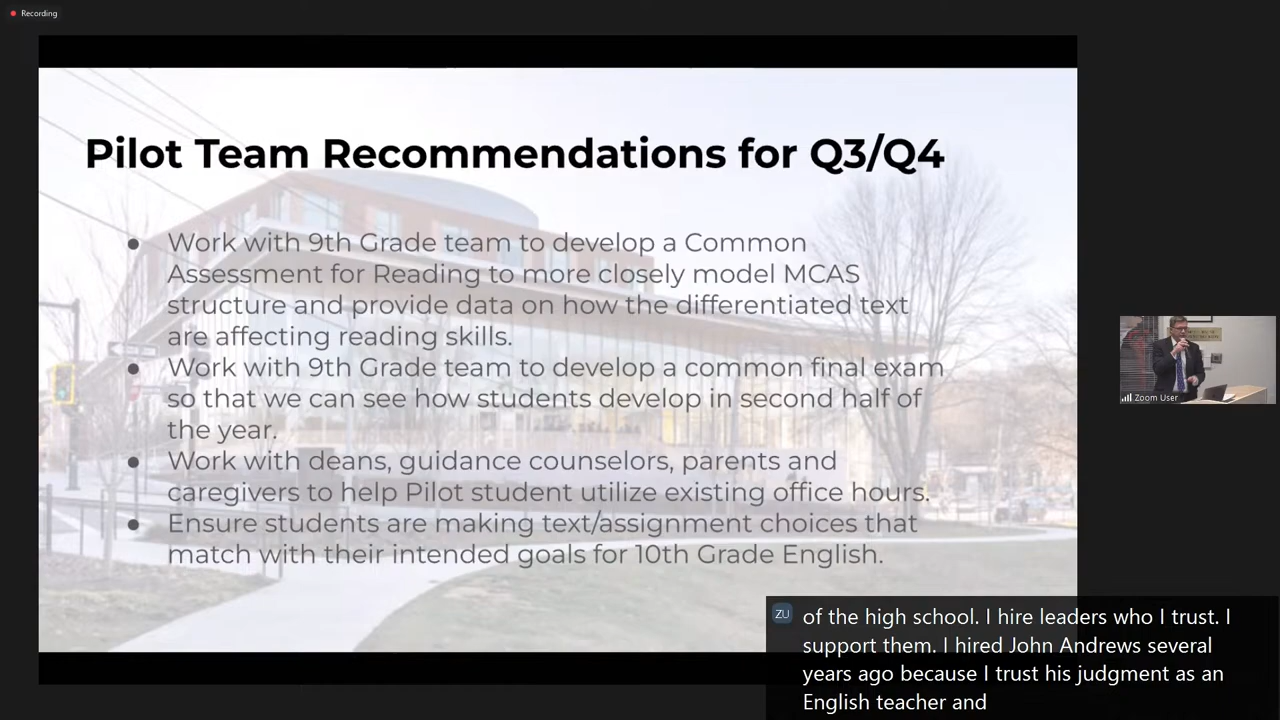 Recording
Pilot Team Recommendations for Q3/Q4
● Work with 9th Grade team to develop a Common
Assessment for Reading to more closely model MCAS
structure and provide data on how the differentiated text
are affecting reading skills.
● Work with 9th Grade team to develop a common final exam
so that we can see how students develop in second half of
the year.
● Work with deans, guidance counselors, parents and
caregivers to help Pilot student utilize existing office hours.
● Ensure students are making text/assignment choices that
match with their intended goals for 10th Grade English.
Zoom User
ZU
of the high school. I hire leaders who I trust. I
support them. I hired John Andrews several
years ago because I trust his judgment as an
English teacher and